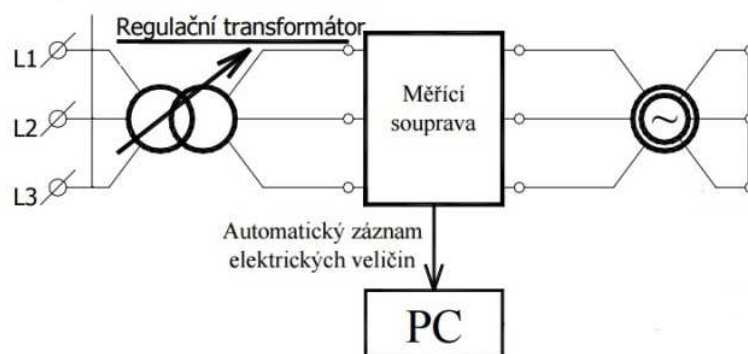 Regulační transformátor
L1
L2
L3
Měřící
souprava
~
Automatický záznam
elektrických veličin
PC